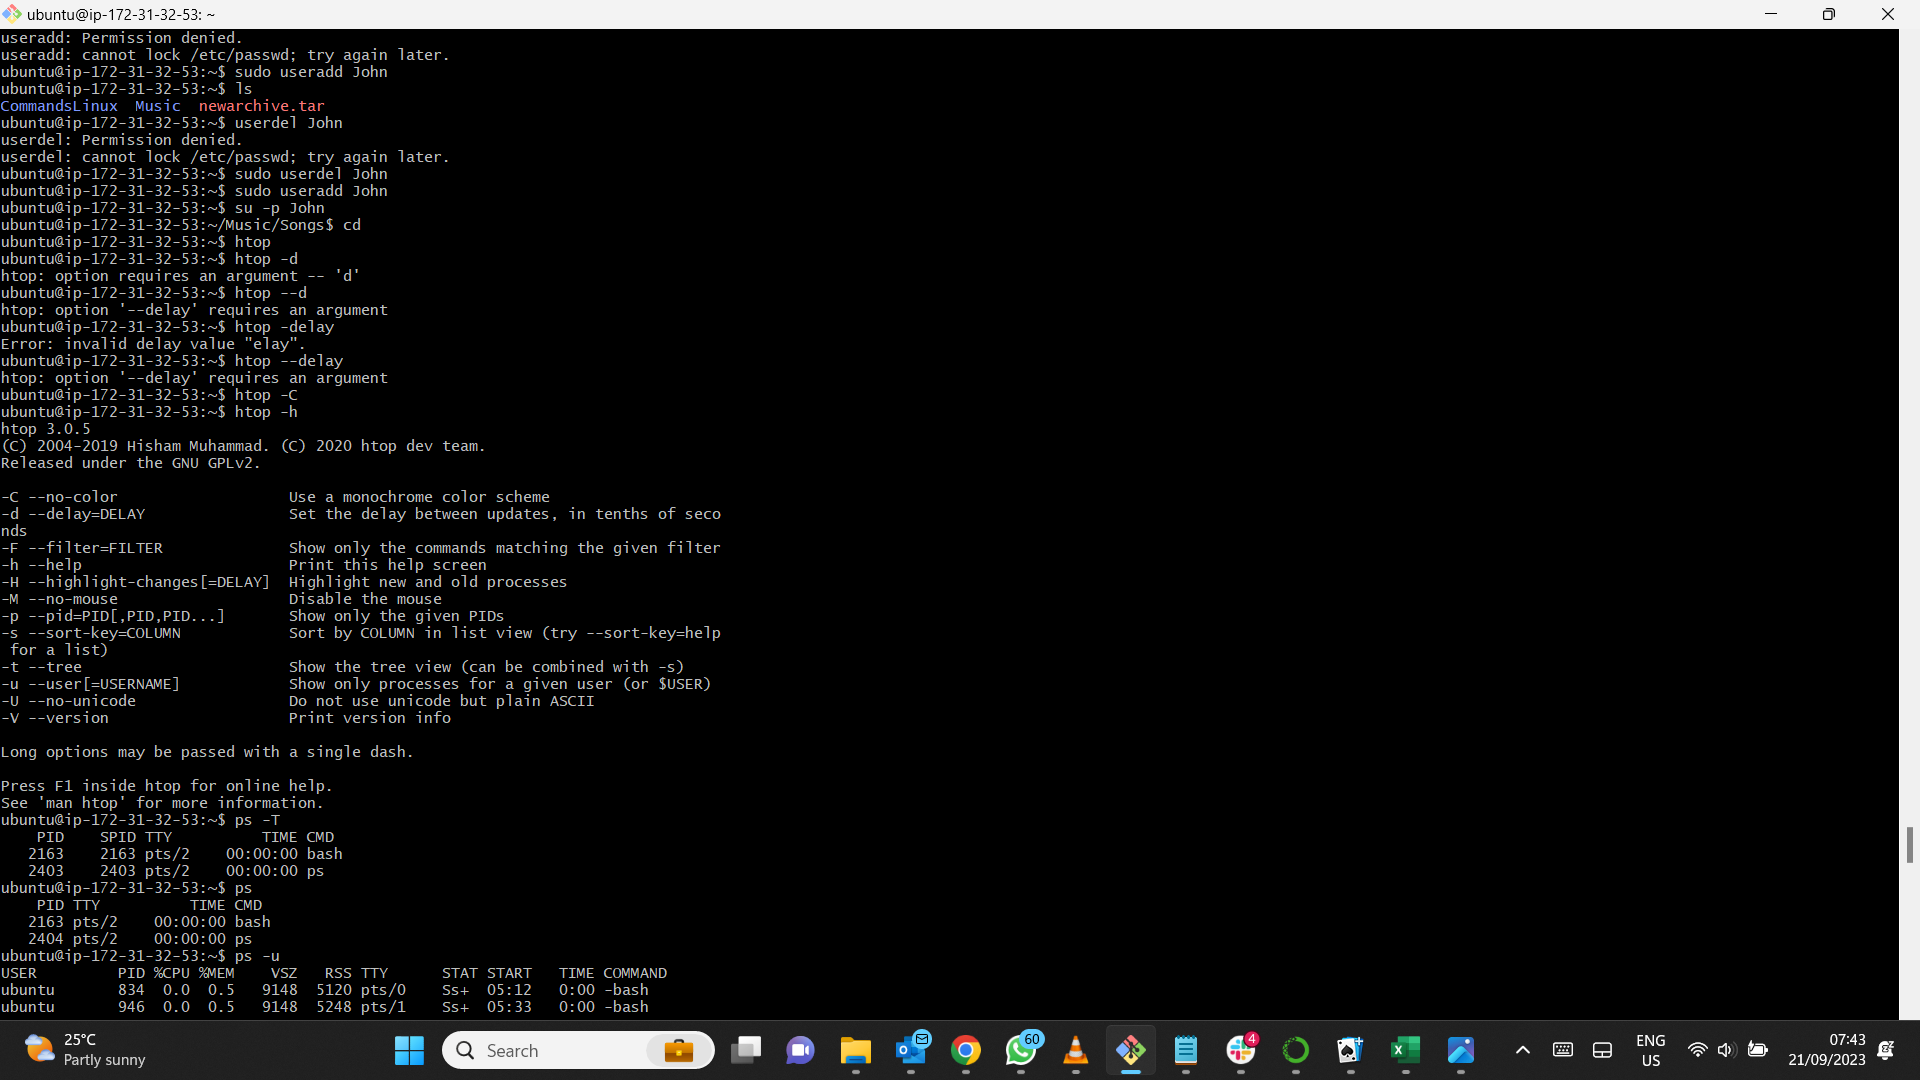 ubuntu@ip-172-31-32-53: ~
useradd: Permission denied.
useradd: cannot lock /etc/passwd; try again later.
ubuntu@ip-172-31-32-53:~$ sudo useradd John
ubuntu@ip-172-31-32-53:~$ ls
CommandsLinux  Music  newarchive.tar
ubuntu@ip-172-31-32-53:~$ userdel John
userdel: Permission denied.
userdel: cannot lock /etc/passwd; try again later.
ubuntu@ip-172-31-32-53:~$ sudo userdel John
ubuntu@ip-172-31-32-53:~$ sudo useradd John
ubuntu@ip-172-31-32-53:~$ su -p John
ubuntu@ip-172-31-32-53:~/Music/Songs$ cd
ubuntu@ip-172-31-32-53:~$ htop
ubuntu@ip-172-31-32-53:~$ htop -d
htop: option requires an argument -- 'd'
ubuntu@ip-172-31-32-53:~$ htop --d
htop: option '--delay' requires an argument
ubuntu@ip-172-31-32-53:~$ htop -delay
Error: invalid delay value "elay".
ubuntu@ip-172-31-32-53:~$ htop --delay
htop: option '--delay' requires an argument
ubuntu@ip-172-31-32-53:~$ htop -C
ubuntu@ip-172-31-32-53:~$ htop -h
htop 3.0.5
(C) 2004-2019 Hisham Muhammad. (C) 2020 htop dev team.
Released under the GNU GPLv2.
-C --no-color                   Use a monochrome color scheme
-d --delay=DELAY                Set the delay between updates, in tenths of seco
nds
-F --filter=FILTER              Show only the commands matching the given filter
-h --help                       Print this help screen
-H --highlight-changes[=DELAY]  Highlight new and old processes
-M --no-mouse                   Disable the mouse
-p --pid=PID[,PID,PID...]       Show only the given PIDs
-s --sort-key=COLUMN            Sort by COLUMN in list view (try --sort-key=help
 for a list)
-t --tree                       Show the tree view (can be combined with -s)
-u --user[=USERNAME]            Show only processes for a given user (or $USER)
-U --no-unicode                 Do not use unicode but plain ASCII
-V --version                    Print version info
Long options may be passed with a single dash.
Press F1 inside htop for online help.
See 'man htop' for more information.
ubuntu@ip-172-31-32-53:~$ ps -T
    PID    SPID TTY          TIME CMD
   2163    2163 pts/2    00:00:00 bash
   2403    2403 pts/2    00:00:00 ps
ubuntu@ip-172-31-32-53:~$ ps
    PID TTY          TIME CMD
   2163 pts/2    00:00:00 bash
   2404 pts/2    00:00:00 ps
ubuntu@ip-172-31-32-53:~$ ps -u
USER         PID %CPU %MEM    VSZ   RSS TTY      STAT START   TIME COMMAND
ubuntu       834  0.0  0.5   9148  5120 pts/0    Ss+  05:12   0:00 -bash
ubuntu       946  0.0  0.5   9148  5248 pts/1    Ss+  05:33   0:00 -bash
25°C
Partly sunny
Search
60
4
ENG
US
07:43
21/09/2023